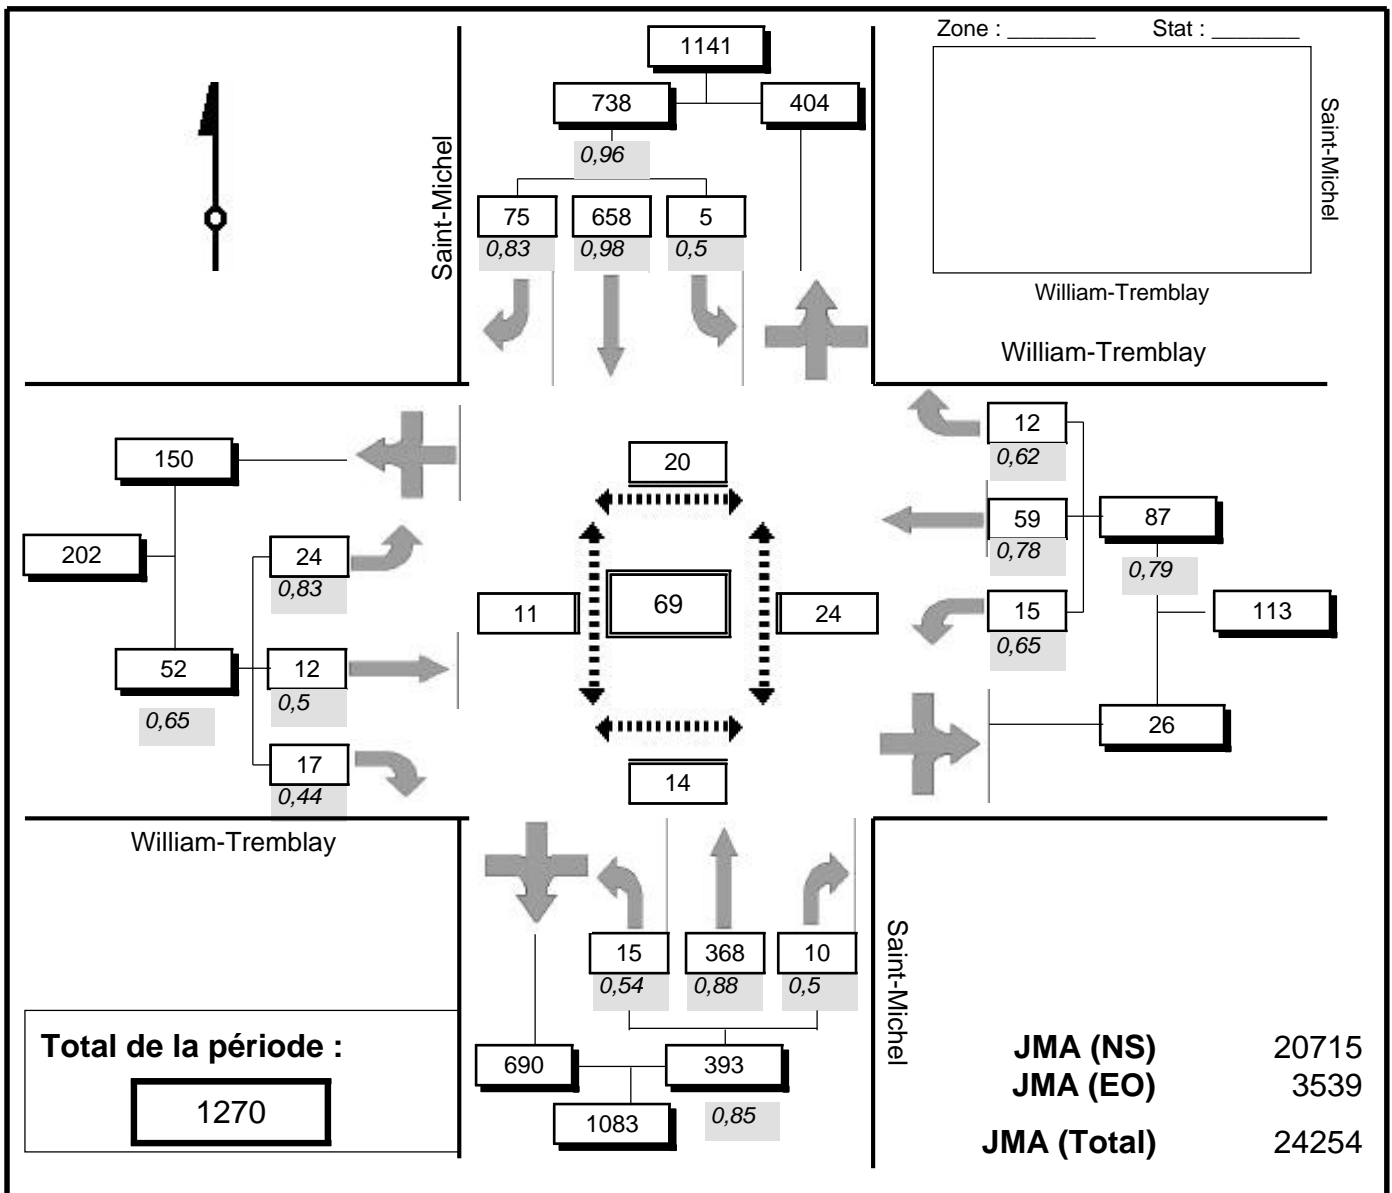 Zone : _______ Stat : _______
1141
738 404
0,96
Saint-Michel
75 658 5
0,83 0,98 0,5
Saint-Michel
William-Tremblay
William-Tremblay
12
0,62
150
20
59 87
0,78 0,79
202
24
0,83
11 69 24
15
0,65
113
52
0,65
12
0,5
26
17
0,44
14
William-Tremblay
15 368 10
0,54 0,88 0,5
Saint-Michel
Total de la période :
1270
690 393
0,85
1083
JMA (NS) 20715
JMA (EO) 3539
JMA (Total) 24254